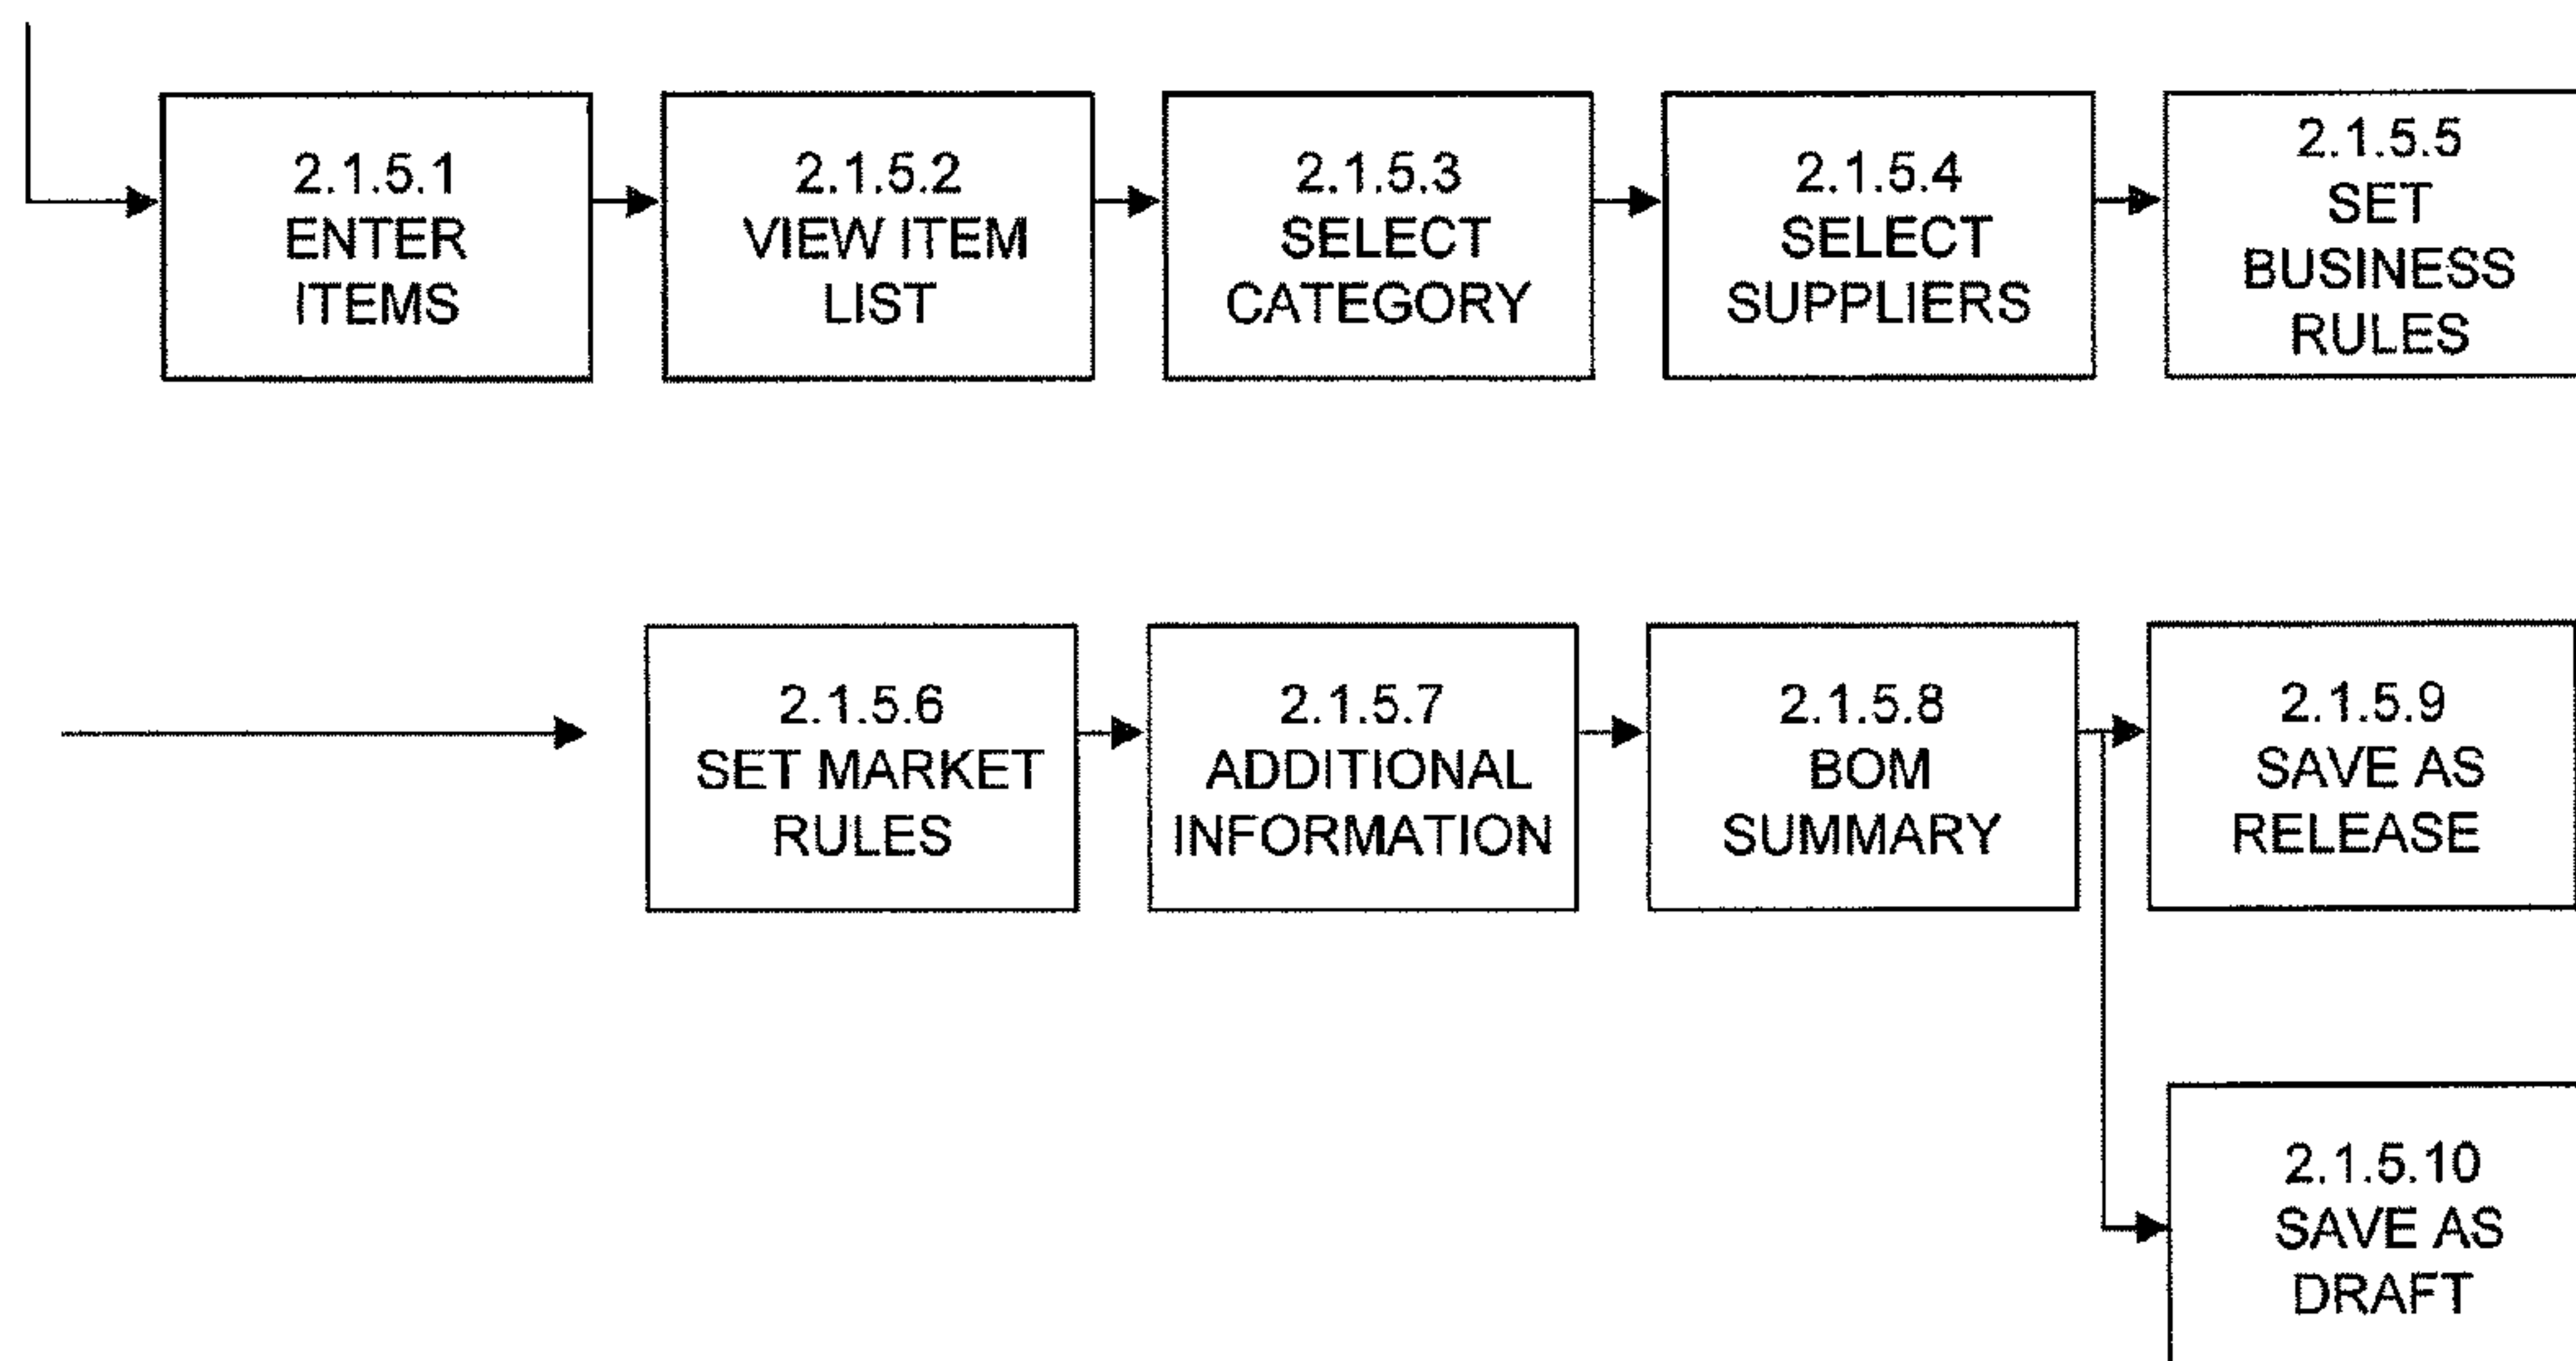 2.1.5.1
ENTER
ITEMS
2.1.5.2
VIEW ITEM
LIST
2.1.5.3
SELECT
CATEGORY
2.1.5.4
SELECT
SUPPLIERS
2.1.5.5
SET
BUSINESS
RULES
2.1.5.6
SET MARKET
RULES
2.1.5.7
ADDITIONAL
INFORMATION
2.1.5.8
BOM
SUMMARY
2.1.5.9
SAVE AS
RELEASE
2.1.5.10
SAVE AS
DRAFT